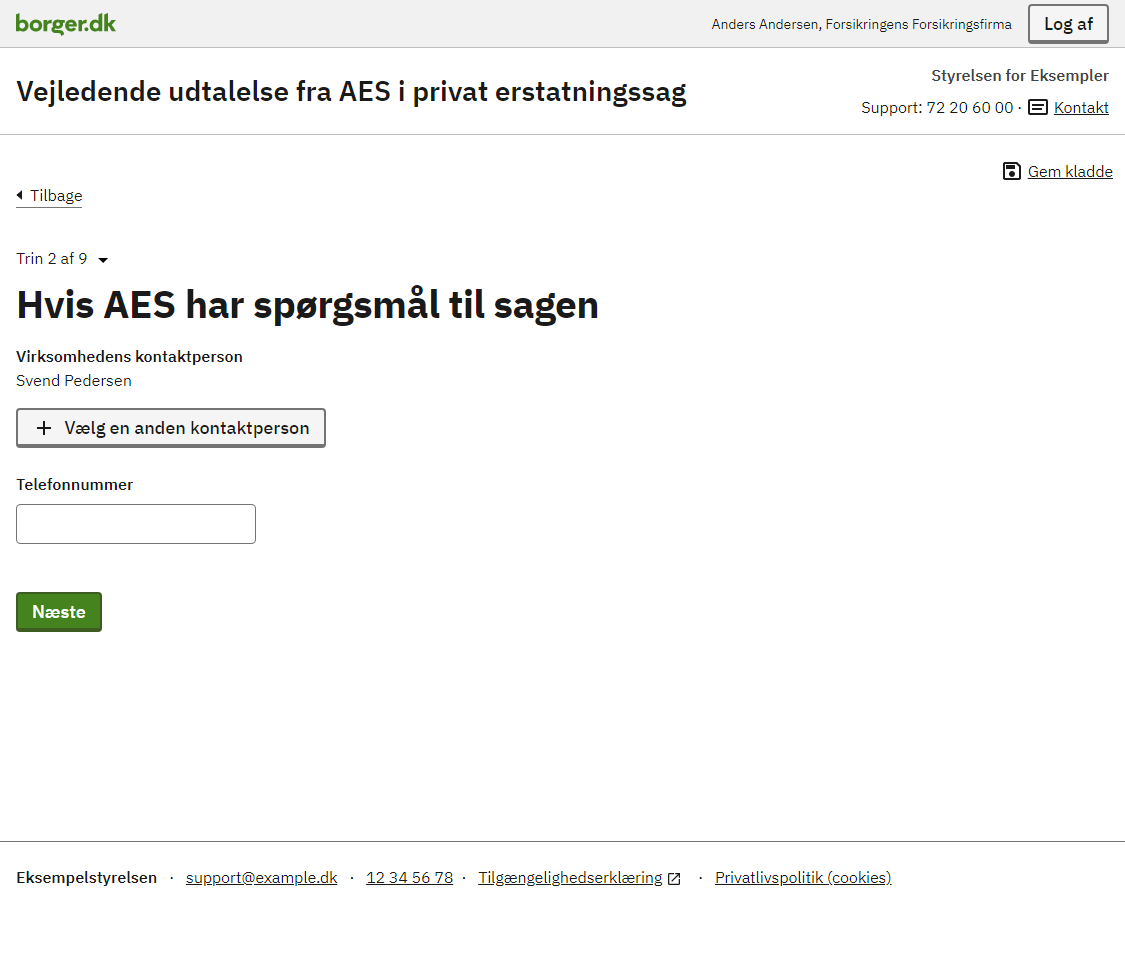 borger.dk
Anders Andersen, Forsikringens Forsikringsfirma
Log af
Vejledende udtalelse fra AES i privat erstatningssag
Styrelsen for Eksempler
Support: 72 20 60 00 · Kontakt
Gem kladde
Tilbage
Trin 2 af 9
Hvis AES har spørgsmål til sagen
Virksomhedens kontaktperson
Svend Pedersen
Vælg en anden kontaktperson
Telefonnummer
Næste
Eksempelstyrelsen · support@example.dk · 12 34 56 78 · Tilgængelighedserklæring · Privatlivspolitik (cookies)